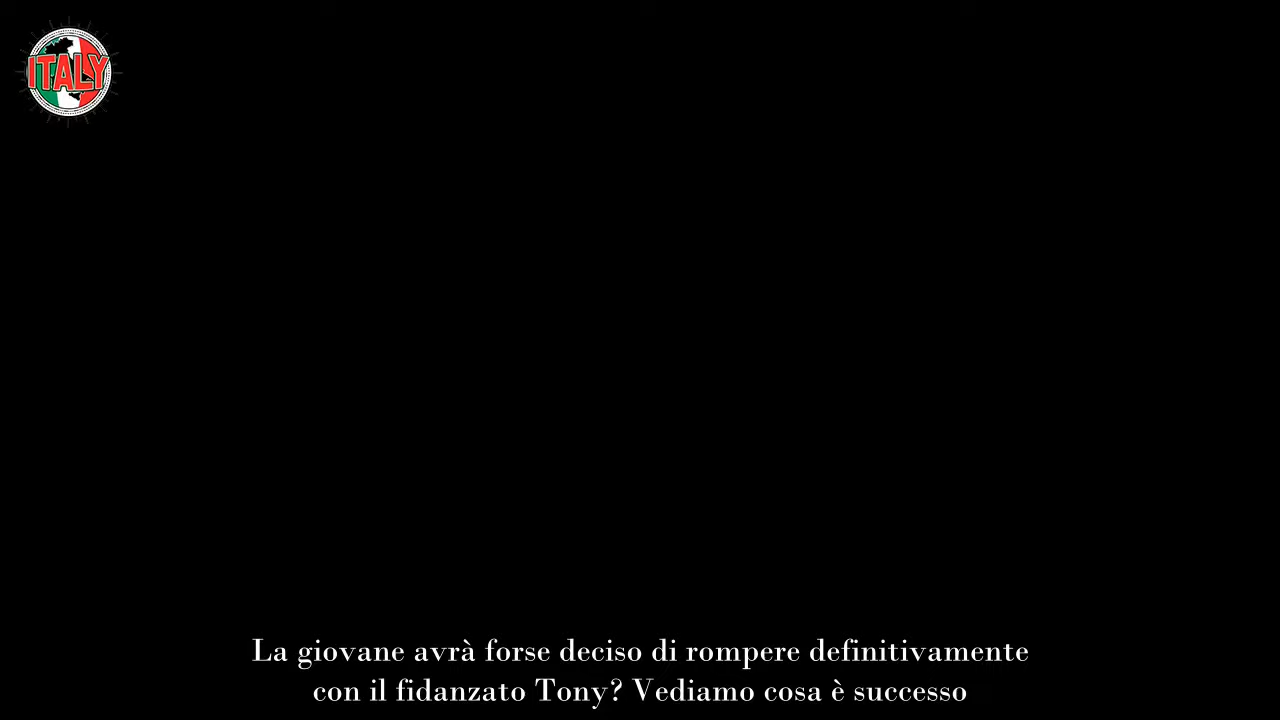 ITALY
La giovane avrà forse deciso di rompere definitivamente
con il fidanzato Tony? Vediamo cosa è successo